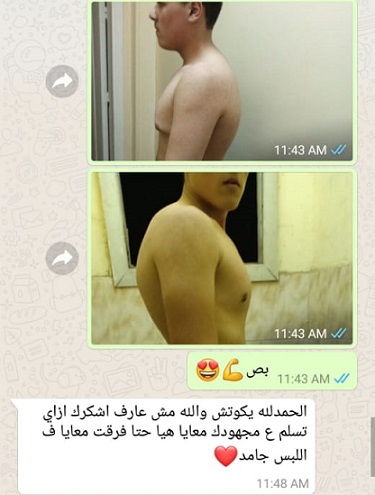 11:43 AM
11:43 AM
بص💪😍
11:43 AM
الحمدلله يكوتش والله مش عارف اشكرك ازاي
تسلم ع مجهودك معايا هيا حتا فرقت معايا ف
اللبس جامد❤️
11:48 AM